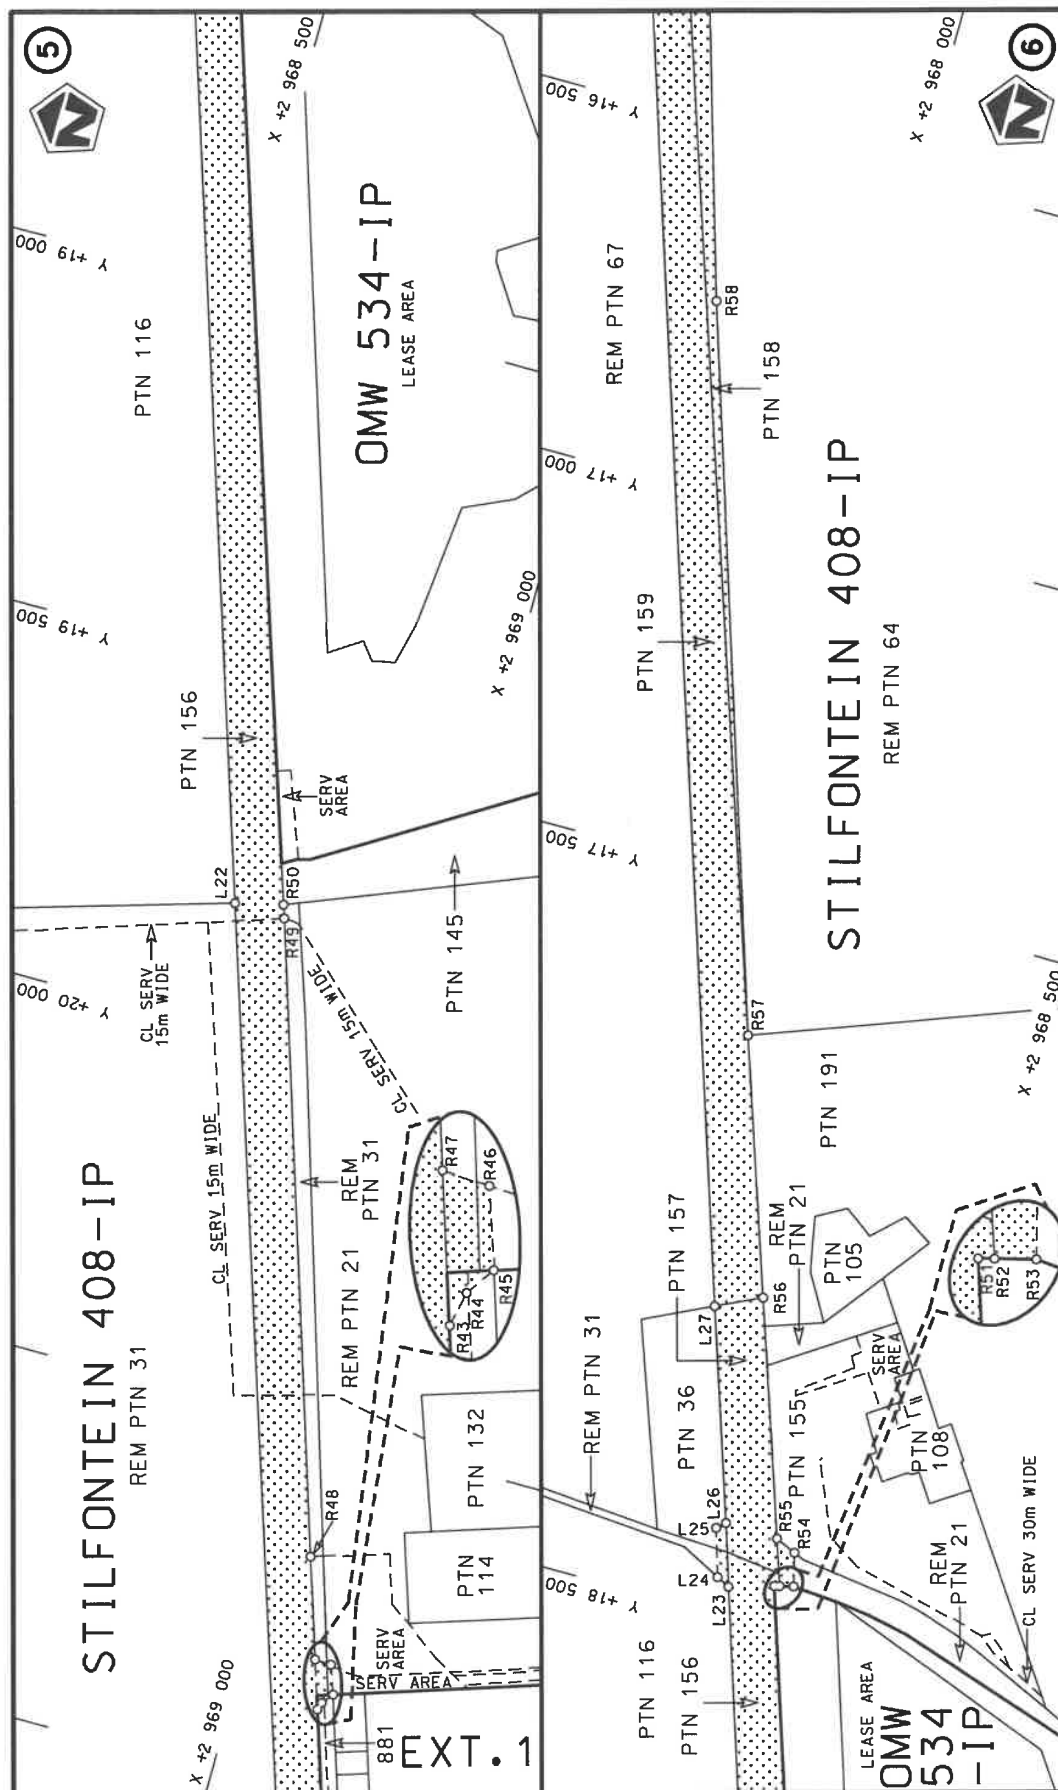 5
N
X +2 968 500
Y +19 000
PTN 116
OMW 534-IP
LEASE AREA
Y +19 500
X +2 969 000
PTN 156
SERV
AREA
L22
R50
R49
CL SERV
15m WIDE
Y +20 000
PTN 145
CL SERV 15m WIDE
CL SERV 15m WIDE
STILFONTEIN 408-IP
REM PTN 31
REM
PTN 31
REM PTN 21
R47
R46
R43
R44
R45
PTN 132
R48
PTN
114
SERV
AREA
SERV AREA
X +2 969 000
881
EXT.1
6
N
X +2 968 000
Y +16 500
REM PTN 67
R58
PTN 158
Y +17 000
STILFONTEIN 408-IP
REM PTN 64
PTN 159
Y +17 500
R57
X +2 968 500
PTN 191
PTN 157
REM
PTN 21
PTN
105
R56
L27
REM PTN 31
PTN 36
R51
R52
R53
SERV
AREA
PTN 155
PTN
108
L26
L25
R55
R54
L24
L23
Y +18 500
REM
PTN 21
CL SERV 30m WIDE
PTN 116
PTN 156
LEASE AREA
OMW
534
-IP